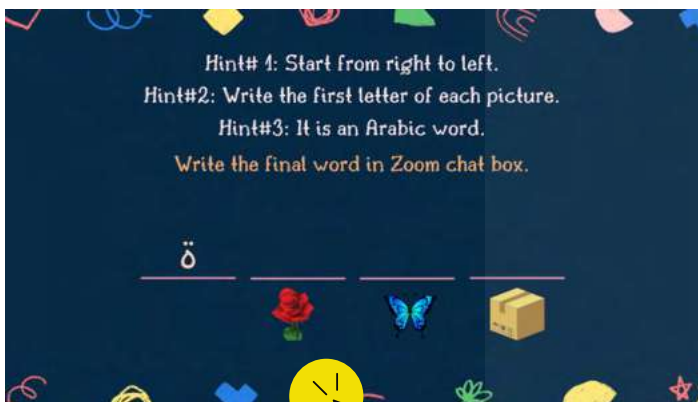 Hint# 1: Start from right to left.
Hint#2: Write the first letter of each picture.
Hint#3: It is an Arabic word.
Write the final word in Zoom chat box.
ة